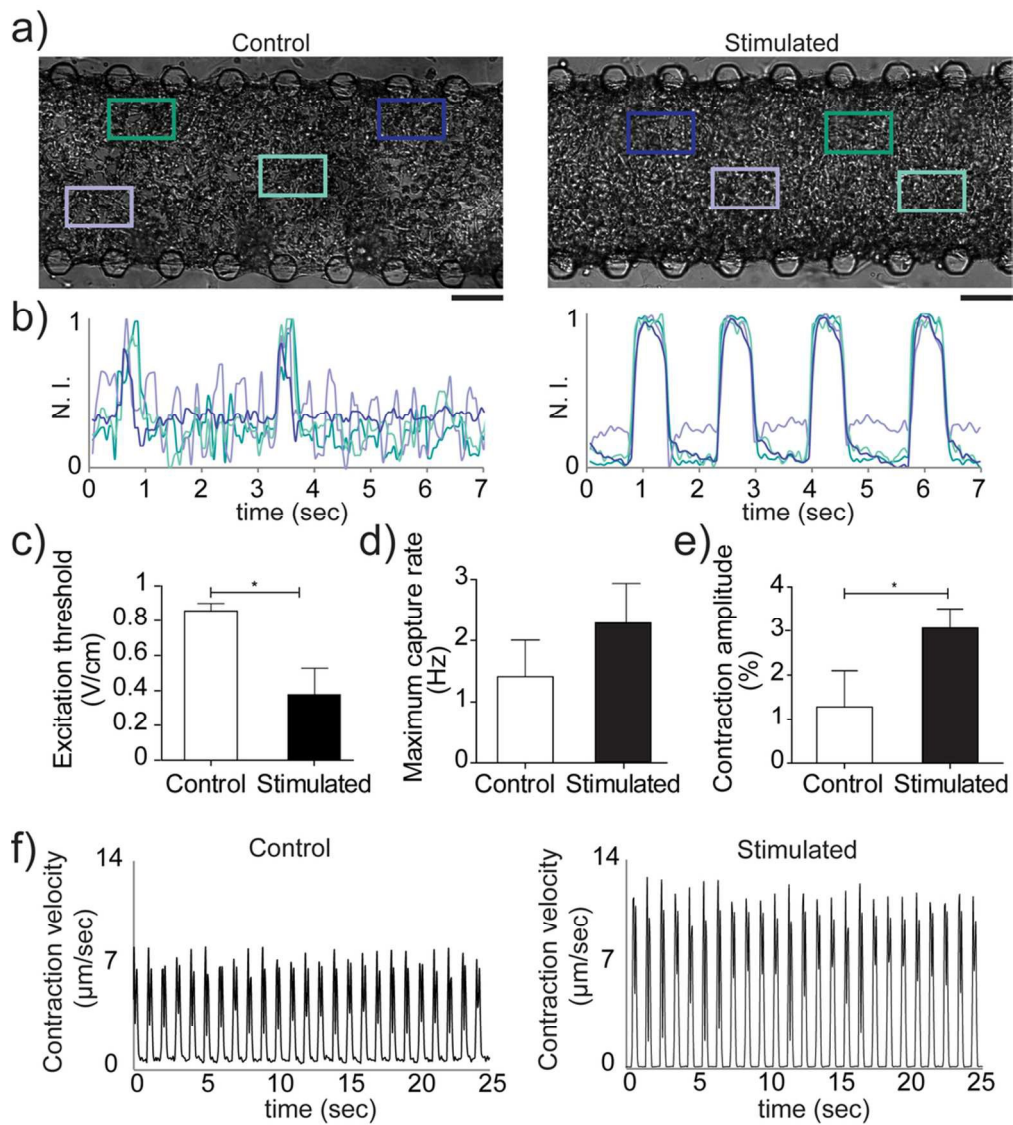 a)
Control
Stimulated
b)
N. I.
1
0
0 1 2 3 4 5 6 7
time (sec)
N. I.
1
0
0 1 2 3 4 5 6 7
time (sec)
c)
Excitation threshold
(V/cm)
1
0.8
0.6
0.4
0.2
0
*
Control Stimulated
d)
Maximum capture rate
(Hz)
3
2
1
0
Control Stimulated
e)
Contraction amplitude
(%)
4
3
2
1
0
*
Control Stimulated
f)
Control
Contraction velocity
(µm/sec)
14
7
0
0 5 10 15 20 25
time (sec)
Stimulated
Contraction velocity
(µm/sec)
14
7
0
0 5 10 15 20 25
time (sec)